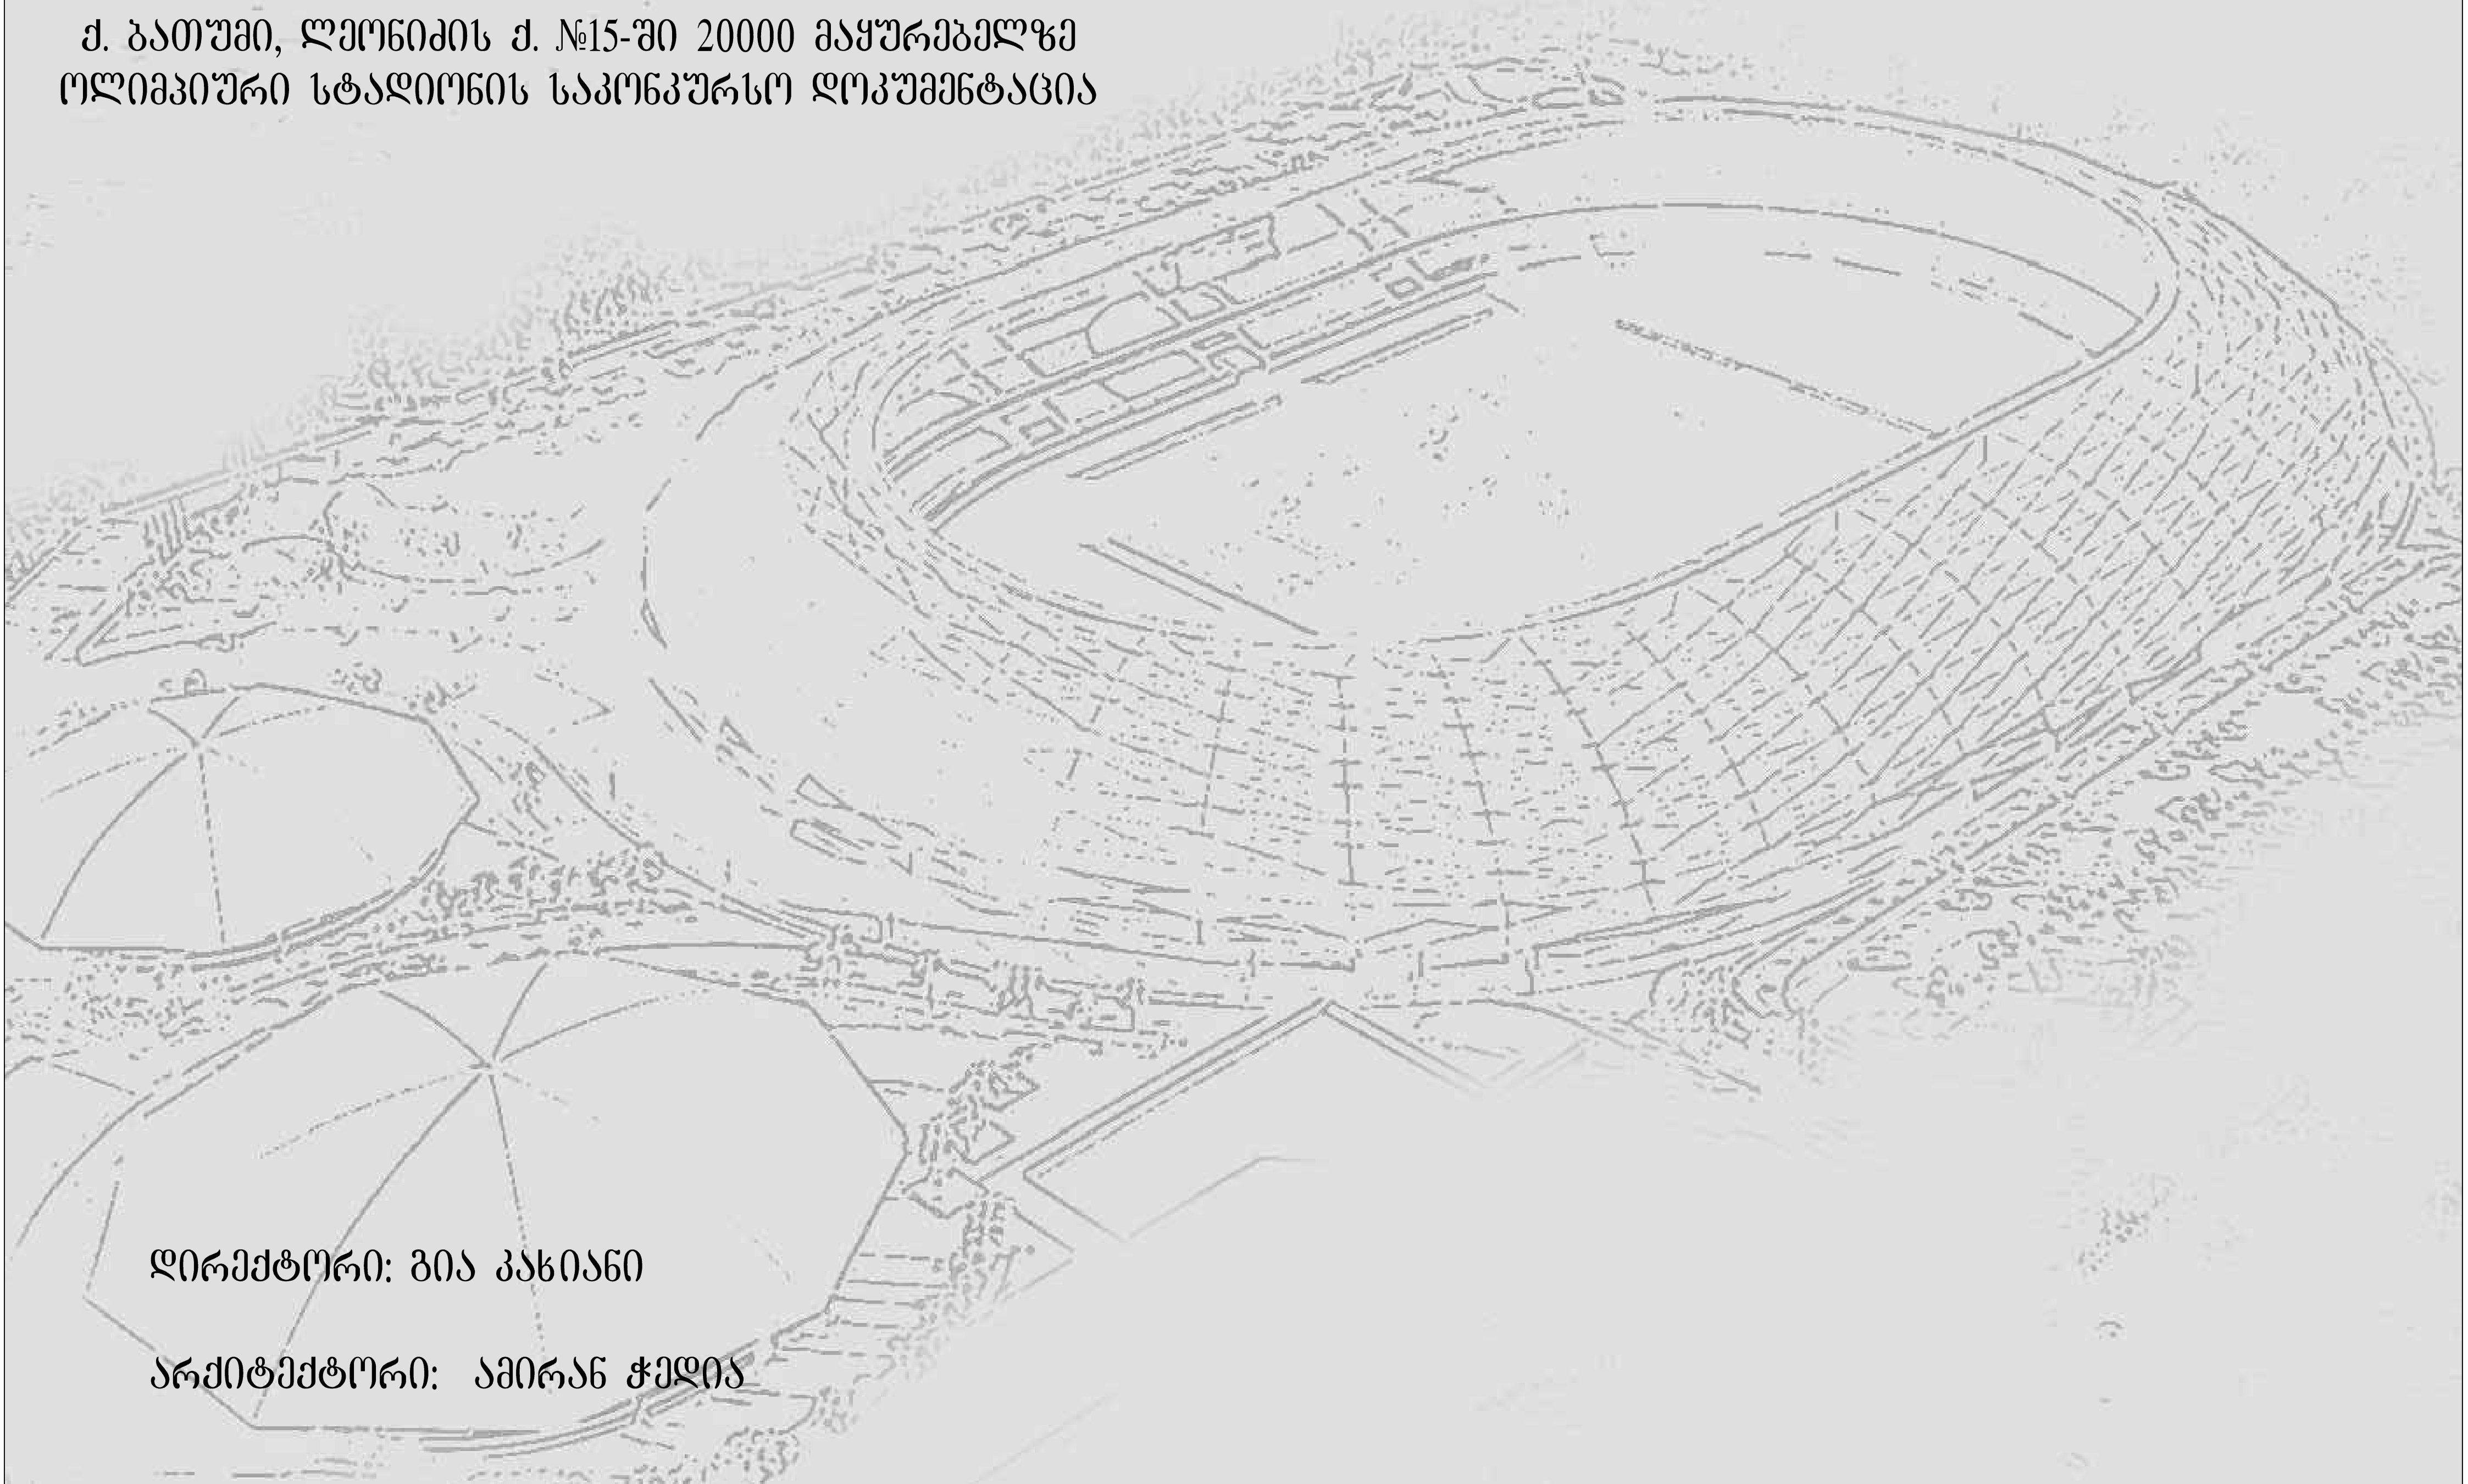 ქ. ბათუმი, ლეონიძის ქ. №15-ში 20000 მაყურებელზე
ოლიმპიური სტადიონის საკონკურსო დოკუმენტაცია
დირექტორი: გია კახიანი
არქიტექტორი: ამირან ჭედია